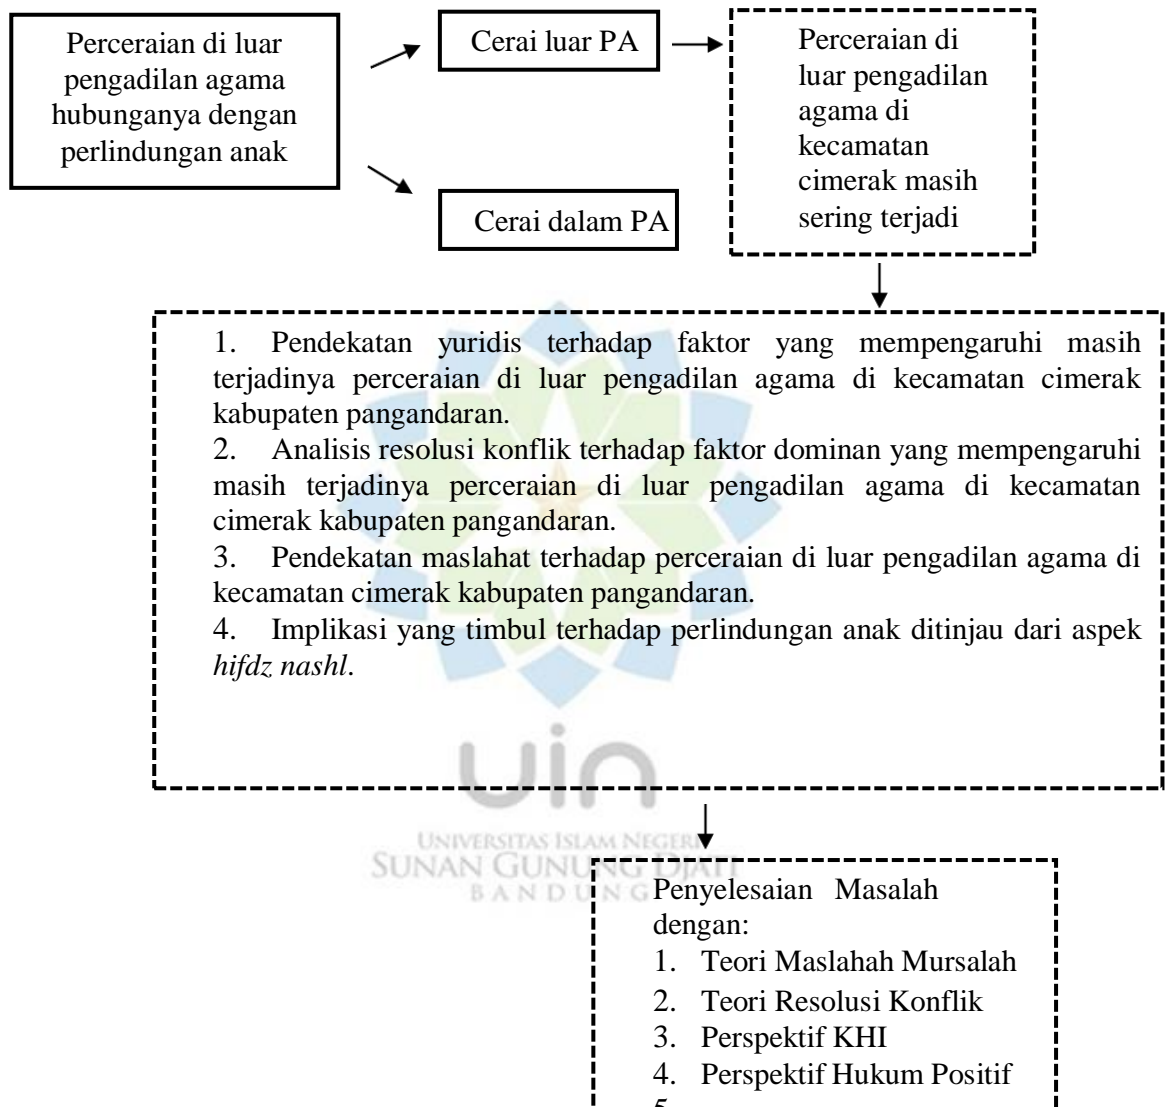 Perceraian di luar
pengadilan agama
hubunganya dengan
perlindungan anak
Cerai luar PA
Cerai dalam PA
Perceraian di
luar pengadilan
agama di
kecamatan
cimerak masih
sering terjadi
1. Pendekatan yuridis terhadap faktor yang mempengaruhi masih
terjadinya perceraian di luar pengadilan agama di kecamatan cimerak
kabupaten pangandaran.
2. Analisis resolusi konflik terhadap faktor dominan yang mempengaruhi
masih terjadinya perceraian di luar pengadilan agama di kecamatan
cimerak kabupaten pangandaran.
3. Pendekatan maslahat terhadap perceraian di luar pengadilan agama di
kecamatan cimerak kabupaten pangandaran.
4. Implikasi yang timbul terhadap perlindungan anak ditinjau dari aspek
hifdz nashl.
uin
UNIVERSITAS ISLAM NEGERI
SUNAN GUNUNG DJATI
BANDUNG
Penyelesaian Masalah
dengan:
1. Teori Maslahah Mursalah
2. Teori Resolusi Konflik
3. Perspektif KHI
4. Perspektif Hukum Positif